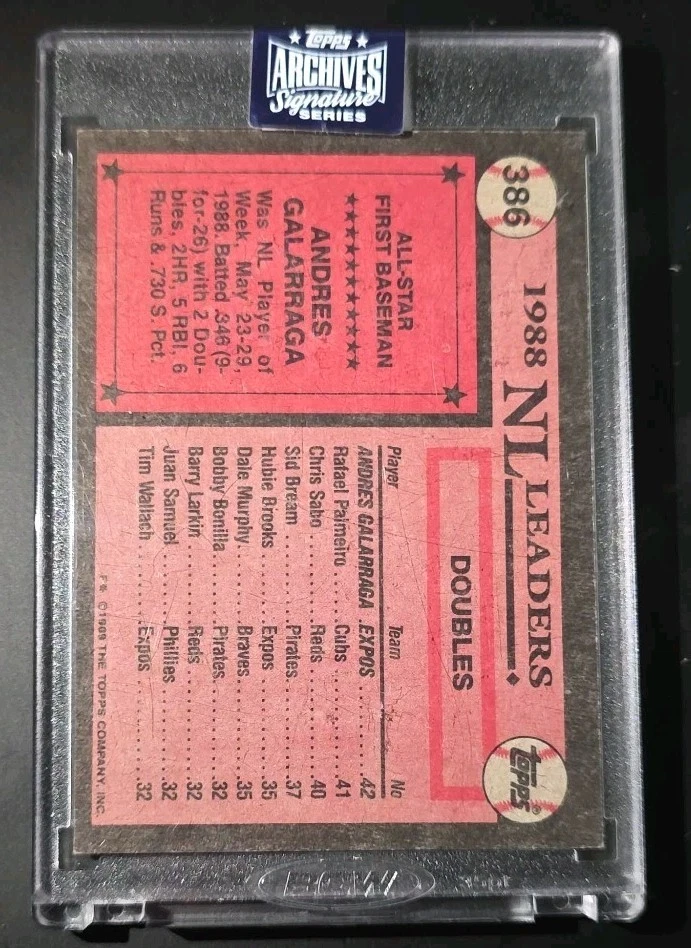 Topps
ARCHIVES
Signature
SERIES
386
1988 NL LEADERS
Topps®
ALL-STAR
FIRST BASEMAN
ANDRES
GALARRAGA
Was NL Player of
Week, May 23-29,
1988. Batted .346 (9-
for-26) with 2 Dou-
bles, 2HR, 5 RBI, 6
Runs & .730 S. Pct.
DOUBLES
Player Team No
ANDRES GALARRAGA . EXPOS ........ 42
Rafael Palmeiro ........ Cubs ........ 41
Chris Sabo ........ Reds ........ 40
Sid Bream ........ Pirates ........ 37
Hubie Brooks ........ Expos ........ 35
Dale Murphy ........ Braves ........ 35
Bobby Bonilla ........ Pirates ........ 32
Barry Larkin ........ Reds ........ 32
Juan Samuel ........ Phillies ........ 32
Tim Wallach ........ Expos ........ 32
F* ©1989 THE TOPPS COMPANY, INC.
BCW